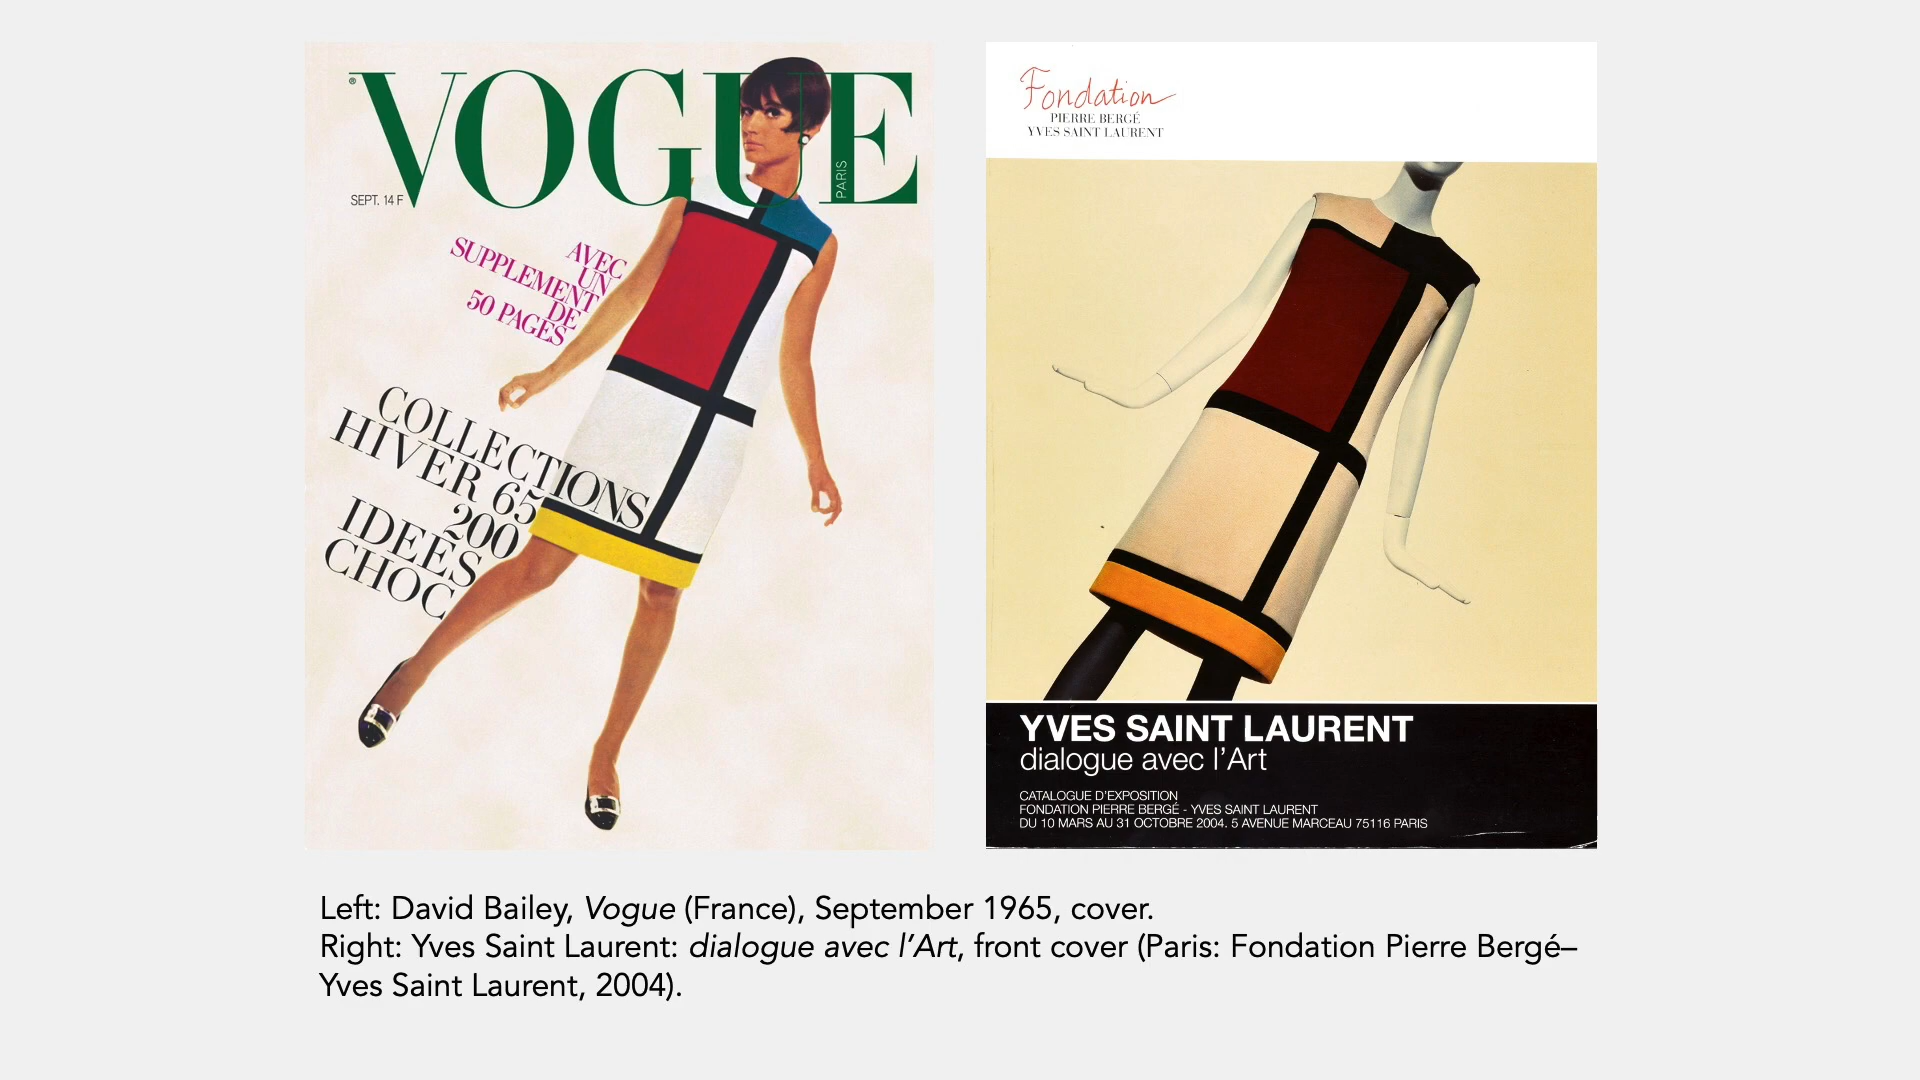 VOGUE
PARIS
SEPT. 14 F
AVEC
UN
SUPPLEMENT
DE
50 PAGES
COLLECTIONS
HIVER 65
200
IDEES
CHOC
Fondation
PIERRE BERGÉ
YVES SAINT LAURENT
YVES SAINT LAURENT
dialogue avec l'Art
CATALOGUE D'EXPOSITION
FONDATION PIERRE BERGÉ - YVES SAINT LAURENT
DU 10 MARS AU 31 OCTOBRE 2004. 5 AVENUE MARCEAU 75116 PARIS
Left: David Bailey, Vogue (France), September 1965, cover.
Right: Yves Saint Laurent: dialogue avec l’Art, front cover (Paris: Fondation Pierre Bergé–
Yves Saint Laurent, 2004).